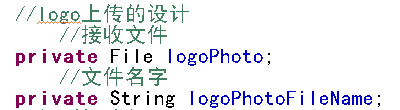 //logo上传的设计
//接收文件
private File logoPhoto;
//文件名字
private String logoPhotoFileName;